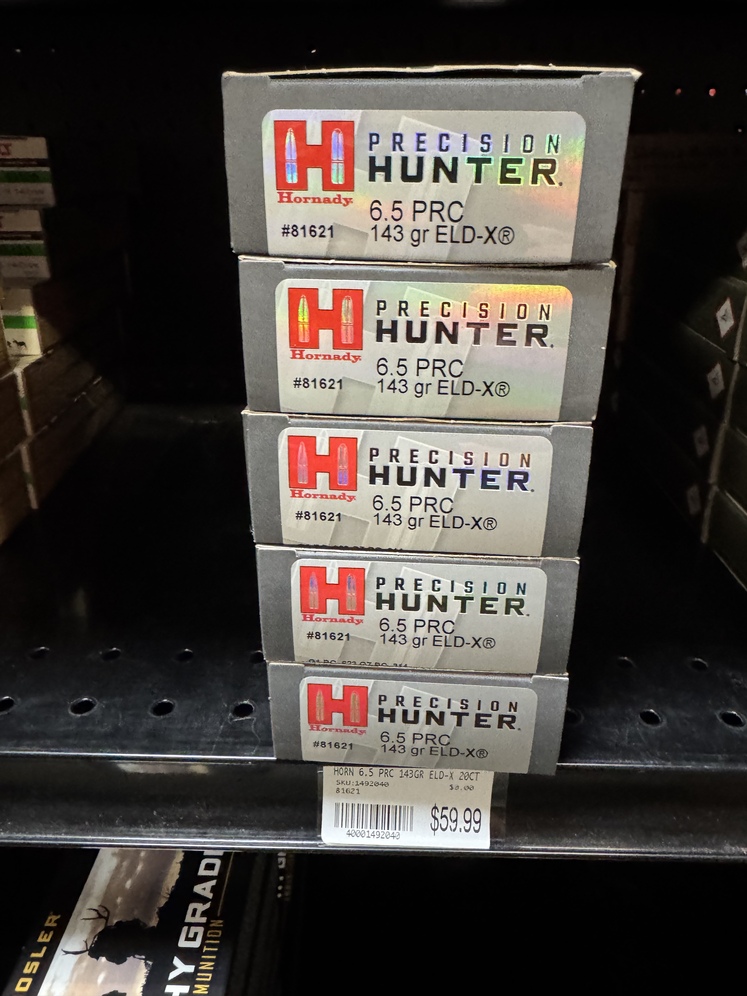 PRECISION
HUNTER.
Hornady
6.5 PRC
#81621
143 gr ELD-X®
PRECISION
HUNTER.
Hornady
6.5 PRC
#81621
143 gr ELD-X®
PRECISION
HUNTER.
Hornady
6.5 PRC
#81621
143 gr ELD-X®
PRECISION
HUNTER.
Hornady
6.5 PRC
#81621
143 gr ELD-X®
PRECISION
HUNTER.
Hornady
6.5 PRC
#81621
143 gr ELD-X®
HORN 6.5 PRC 143GR ELD-X 20CT
SKU:1492040
$0.00
81621
$59.99
40001492040
OSLER
HY GRAD
MUNITION